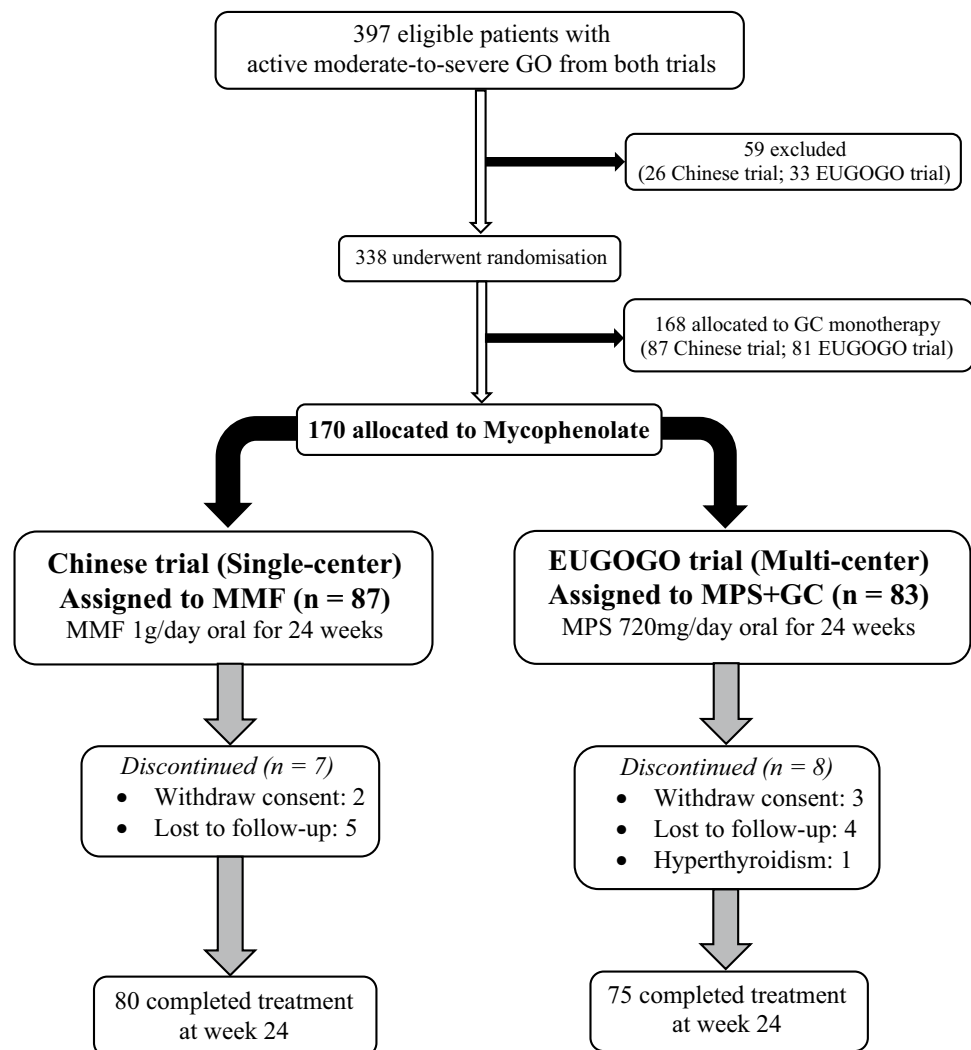 397 eligible patients with
active moderate-to-severe GO from both trials
59 excluded
(26 Chinese trial; 33 EUGOGO trial)
338 underwent randomisation
168 allocated to GC monotherapy
(87 Chinese trial; 81 EUGOGO trial)
170 allocated to Mycophenolate
Chinese trial (Single-center)
Assigned to MMF (n = 87)
MMF 1g/day oral for 24 weeks
EUGOGO trial (Multi-center)
Assigned to MPS+GC (n = 83)
MPS 720mg/day oral for 24 weeks
Discontinued (n = 7)
• Withdraw consent: 2
• Lost to follow-up: 5
Discontinued (n = 8)
• Withdraw consent: 3
• Lost to follow-up: 4
• Hyperthyroidism: 1
80 completed treatment
at week 24
75 completed treatment
at week 24